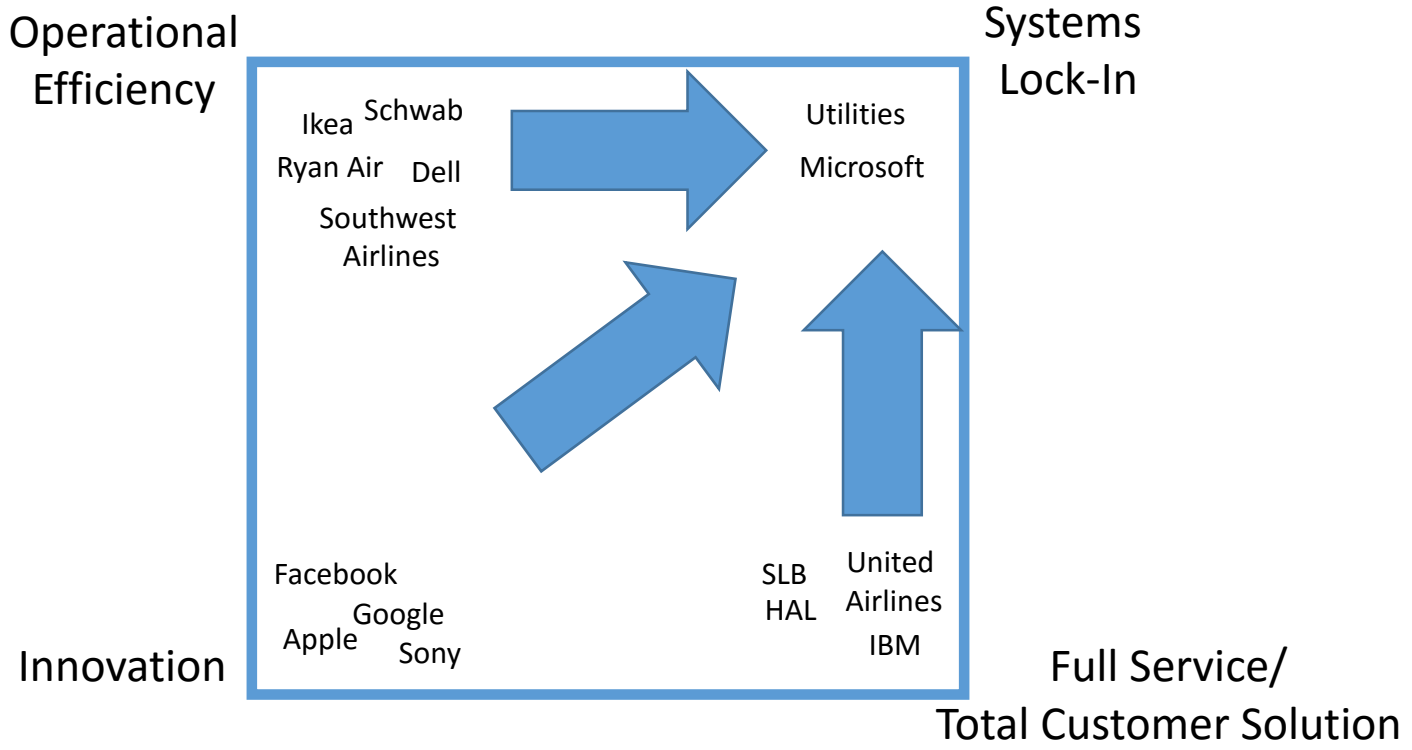 Operational
Efficiency
Systems
Lock-In
Ikea
Schwab
Ryan Air
Dell
Southwest
Airlines
Utilities
Microsoft
Facebook
Google
Apple
Sony
SLB
HAL
United
Airlines
IBM
Innovation
Full Service/
Total Customer Solution